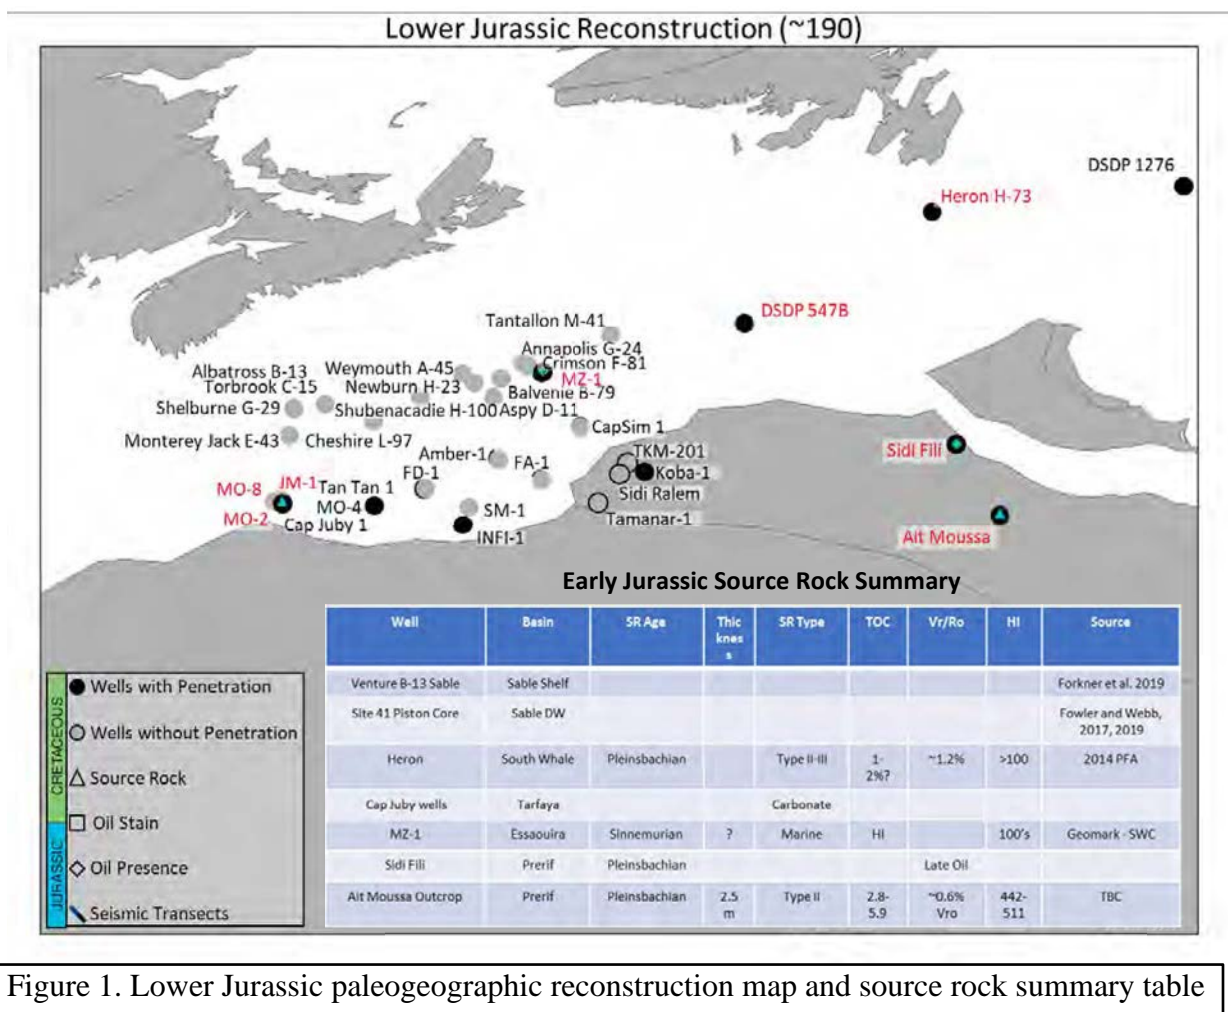 Lower Jurassic Reconstruction (~190)
DSDP 1276
Heron H-73
DSDP 547B
Tantallon M-41
Annapolis G-24
Crimson F-81
MZ-1
Albatross B-13
Weymouth A-45
Torbrook C-15
Newburn H-23
Balvenie B-79
Shelburne G-29
Shubenacadie H-100
Aspy D-11
CapSim 1
Monterey Jack E-43
Cheshire L-97
Amber-1
FA-1
TKM-201
Koba-1
Sidi Fili
FD-1
Sidi Ralem
MO-8
JM-1
Tan Tan 1
MO-4
SM-1
Tamanar-1
MO-2
Cap Juby 1
INFI-1
Ait Moussa
Early Jurassic Source Rock Summary
Well Basin SR Age Thic SR Type TOC Vr/Ro HI Source
knes
s
Venture B-13 Sable Sable Shelf Forkner et al. 2019
Site 41 Piston Core Sable DW Fowler and Webb,
2017, 2019
Heron South Whale Pleinsbachian Type II-III 1- ~1.2% >100 2014 PFA
2%?
Cap Juby wells Tarfaya Carbonate
MZ-1 Essaouira Sinnemurian ? Marine HI 100's Geomark - SWC
Sidi Fili Prerif Pleinsbachian Late Oil
Ait Moussa Outcrop Prerif Pleinsbachian 2.5 Type II 2.8- ~0.6% 442- TBC
m 5.9 Vro 511
CRETACEOUS
JURASSIC
Wells with Penetration
Wells without Penetration
Source Rock
Oil Stain
Oil Presence
Seismic Transects
Figure 1. Lower Jurassic paleogeographic reconstruction map and source rock summary table